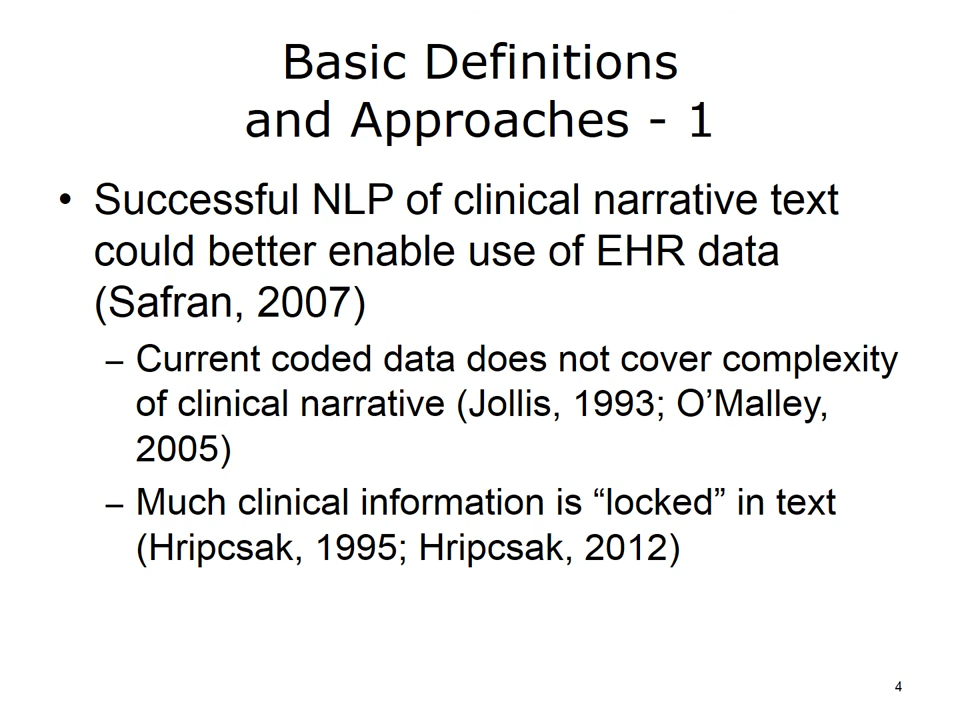 Basic Definitions
and Approaches - 1
• Successful NLP of clinical narrative text
could better enable use of EHR data
(Safran, 2007)
– Current coded data does not cover complexity
of clinical narrative (Jollis, 1993; O’Malley,
2005)
– Much clinical information is “locked” in text
(Hripcsak, 1995; Hripcsak, 2012)
4